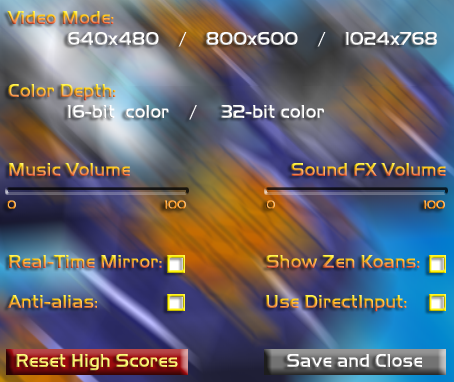 Video Mode:
640x480 / 800x600 / 1024x768
Color Depth:
16-bit color / 32-bit color
Music Volume Sound FX Volume
0 100 0 100
Real-Time Mirror: Show Zen Koans:
Anti-alias: Use DirectInput:
Reset High Scores Save and Close